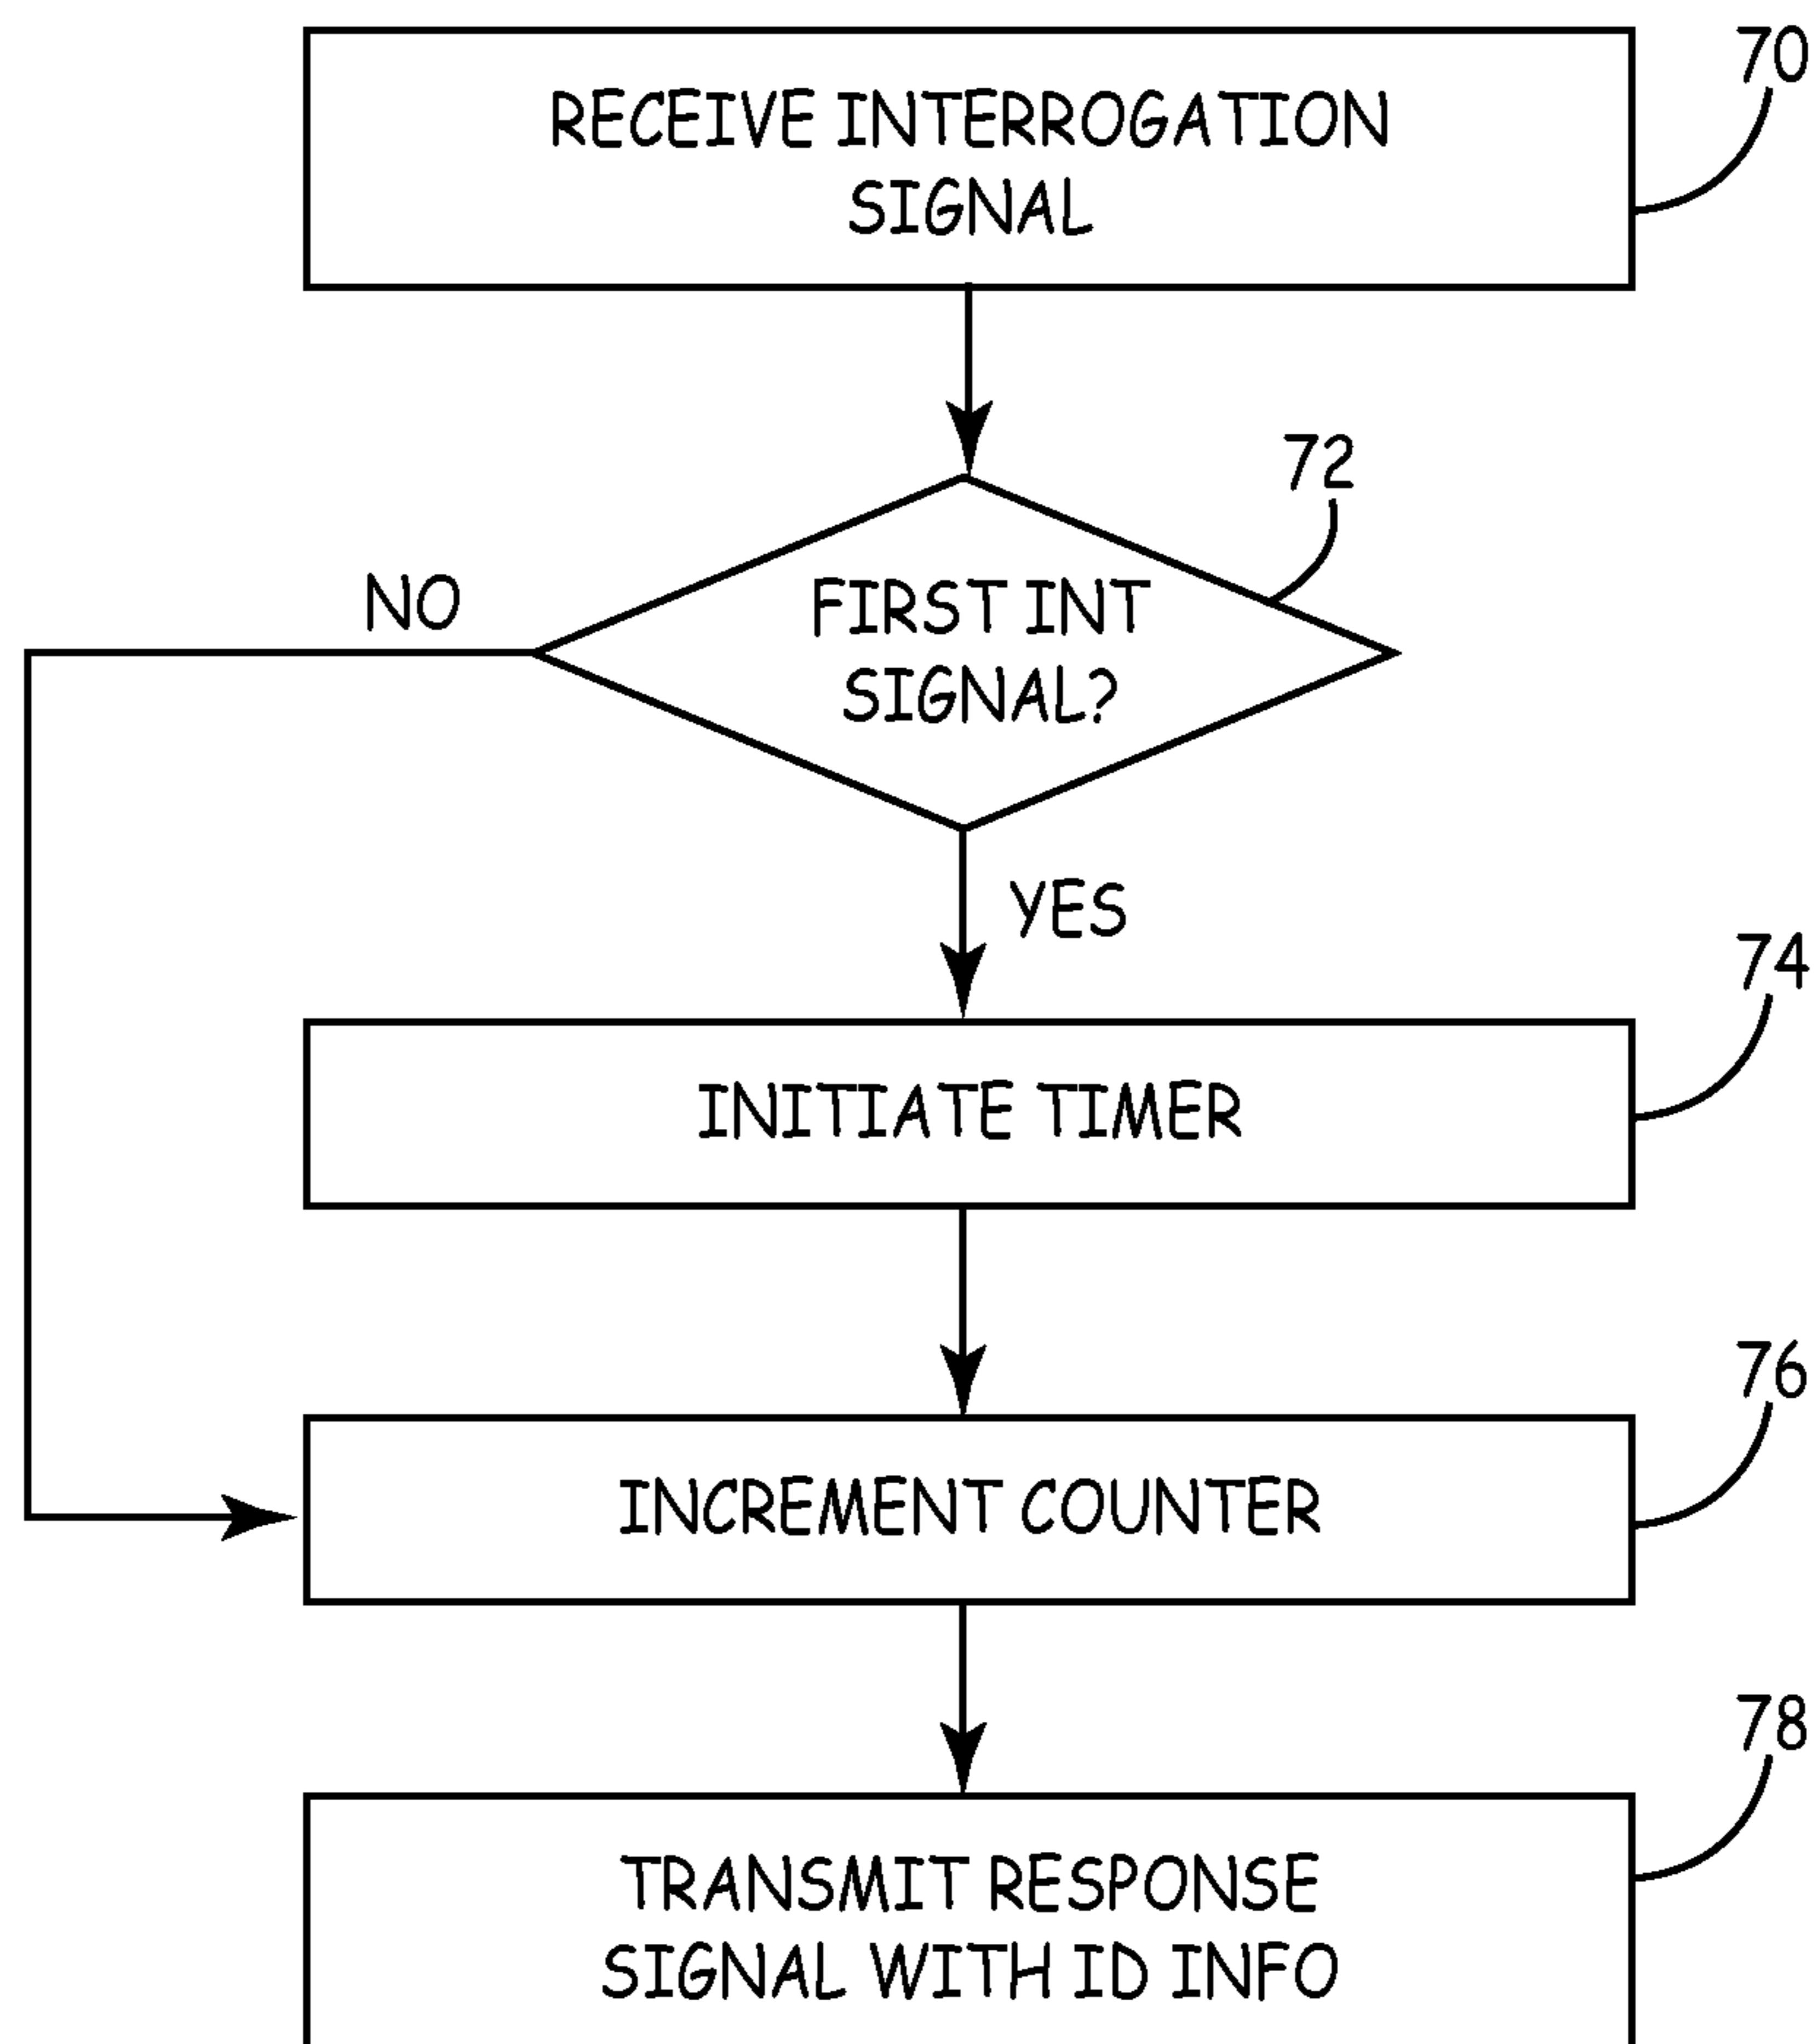 70
RECEIVE INTERROGATION
SIGNAL
72
NO
FIRST INT
SIGNAL?
YES
74
INITIATE TIMER
76
INCREMENT COUNTER
78
TRANSMIT RESPONSE
SIGNAL WITH ID INFO